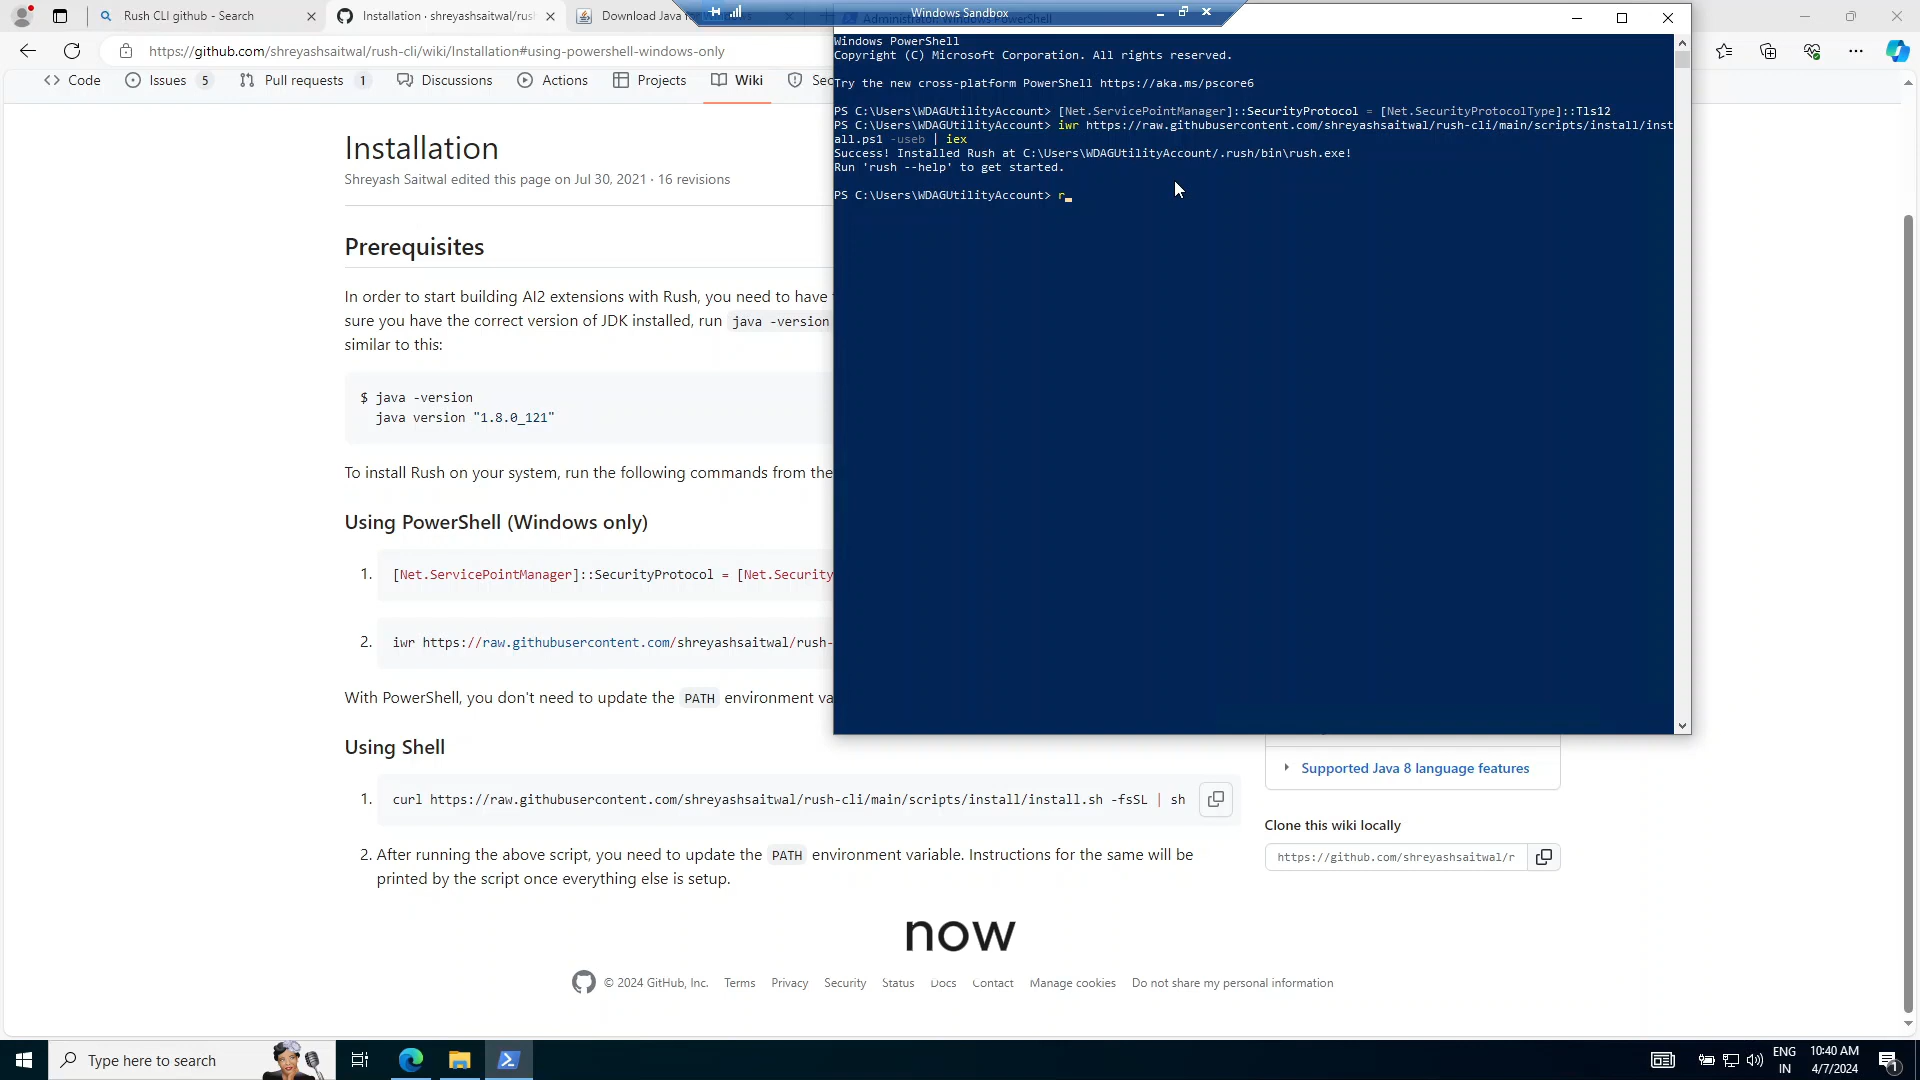 Rush CLI github - Search
Installation · shreyashsaitwal/rus
Download Java fo
Windows Sandbox
Administrator: Windows PowerShell
https://github.com/shreyashsaitwal/rush-cli/wiki/Installation#using-powershell-windows-only
Code
Issues 5
Pull requests 1
Discussions
Actions
Projects
Wiki
Sec
Windows PowerShell
Copyright (C) Microsoft Corporation. All rights reserved.
Try the new cross-platform PowerShell https://aka.ms/pscore6
PS C:\Users\WDAGUtilityAccount> [Net.ServicePointManager]::SecurityProtocol = [Net.SecurityProtocolType]::Tls12
PS C:\Users\WDAGUtilityAccount> iwr https://raw.githubusercontent.com/shreyashsaitwal/rush-cli/main/scripts/install/inst
all.ps1 -useb | iex
Success! Installed Rush at C:\Users\WDAGUtilityAccount/.rush/bin\rush.exe!
Run 'rush --help' to get started.
PS C:\Users\WDAGUtilityAccount> r
Installation
Shreyash Saitwal edited this page on Jul 30, 2021 · 16 revisions
Prerequisites
In order to start building AI2 extensions with Rush, you need to have
sure you have the correct version of JDK installed, run java -version
similar to this:
$ java -version
java version "1.8.0_121"
To install Rush on your system, run the following commands from the
Using PowerShell (Windows only)
1. [Net.ServicePointManager]::SecurityProtocol = [Net.Security
2. iwr https://raw.githubusercontent.com/shreyashsaitwal/rush-
With PowerShell, you don't need to update the PATH environment va
Using Shell
1. curl https://raw.githubusercontent.com/shreyashsaitwal/rush-cli/main/scripts/install/install.sh -fsSL | sh
2. After running the above script, you need to update the PATH environment variable. Instructions for the same will be
printed by the script once everything else is setup.
Supported Java 8 language features
Clone this wiki locally
https://github.com/shreyashsaitwal/r
now
© 2024 GitHub, Inc. Terms Privacy Security Status Docs Contact Manage cookies Do not share my personal information
Type here to search
ENG
IN
10:40 AM
4/7/2024
1